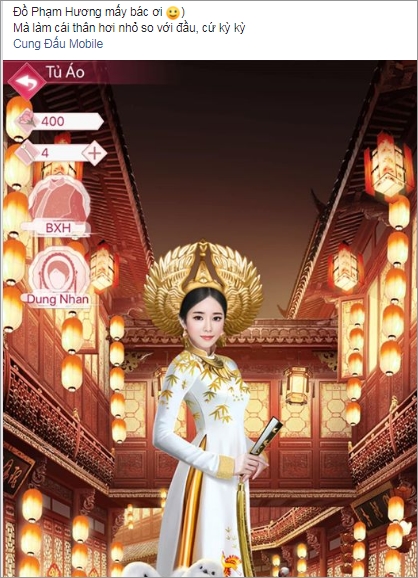 Đồ Phạm Hương mấy bác ơi 🙂)
Mà làm cái thân hơi nhỏ so với đầu, cứ kỳ kỳ
Cung Đấu Mobile
Tủ Áo
400
4
BXH
Dung Nhan